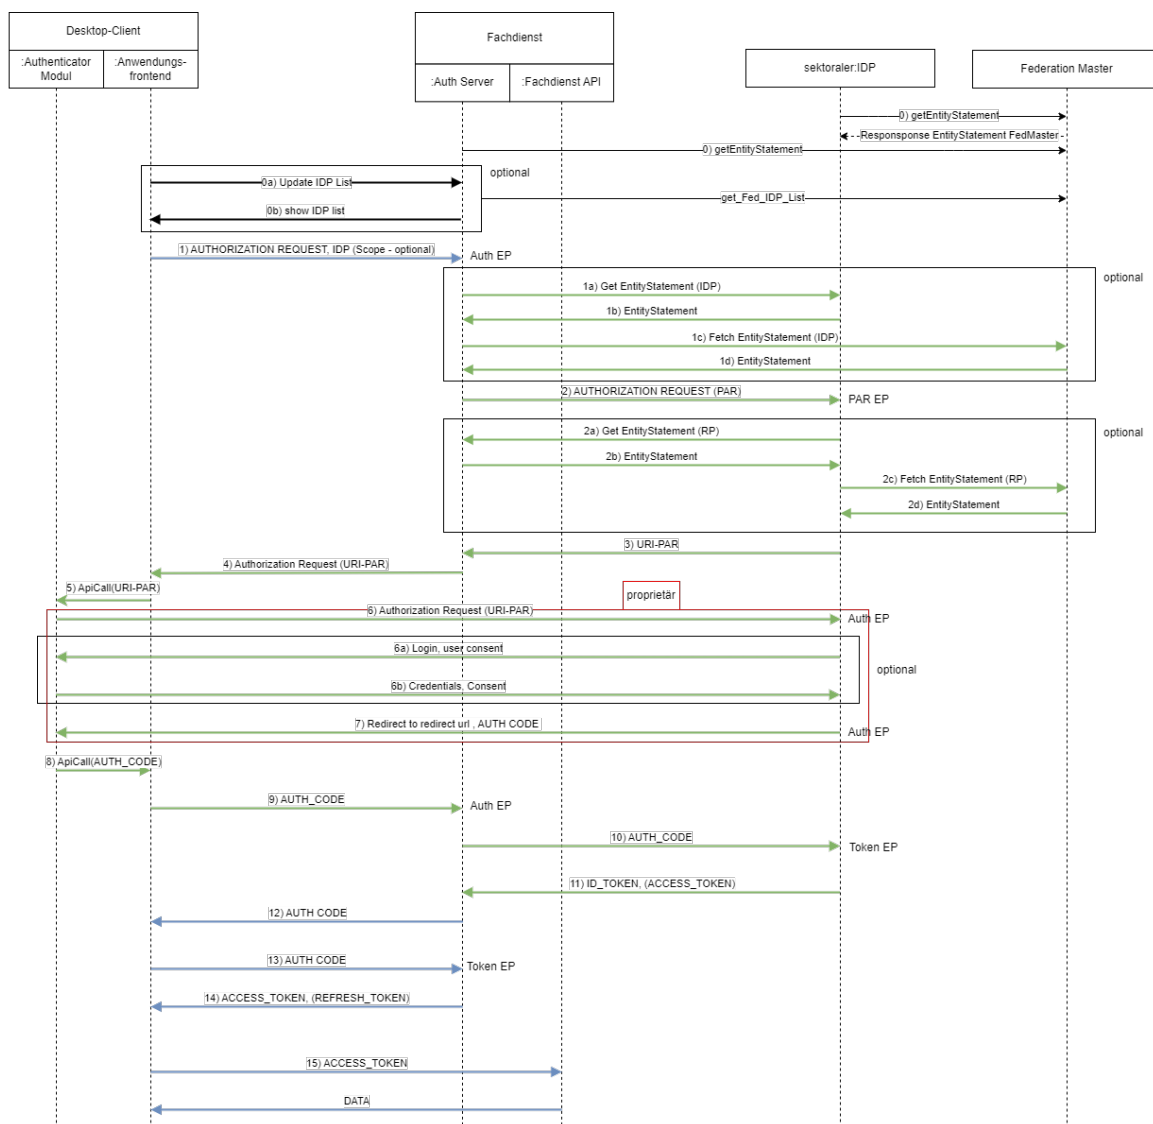 Desktop-Client
:Authenticator
Modul
:Anwendungs-
frontend
Fachdienst
:Auth Server
:Fachdienst API
sektoraler:IDP
Federation Master
0) getEntityStatement
Responsponse EntityStatement FedMaster
0) getEntityStatement
optional
0a) Update IDP List
get_Fed_IDP_List
0b) show IDP list
1) AUTHORIZATION REQUEST, IDP (Scope - optional)
Auth EP
optional
1a) Get EntityStatement (IDP)
1b) EntityStatement
1c) Fetch EntityStatement (IDP)
1d) EntityStatement
2) AUTHORIZATION REQUEST (PAR)
PAR EP
2a) Get EntityStatement (RP)
optional
2b) EntityStatement
2c) Fetch EntityStatement (RP)
2d) EntityStatement
3) URI-PAR
4) Authorization Request (URI-PAR)
5) ApiCall(URI-PAR)
proprietär
6) Authorization Request (URI-PAR)
Auth EP
6a) Login, user consent
optional
6b) Credentials, Consent
7) Redirect to redirect url , AUTH CODE
Auth EP
8) ApiCall(AUTH_CODE)
9) AUTH_CODE
Auth EP
10) AUTH_CODE
Token EP
11) ID_TOKEN, (ACCESS_TOKEN)
12) AUTH CODE
13) AUTH CODE
Token EP
14) ACCESS_TOKEN, (REFRESH_TOKEN)
15) ACCESS_TOKEN
DATA